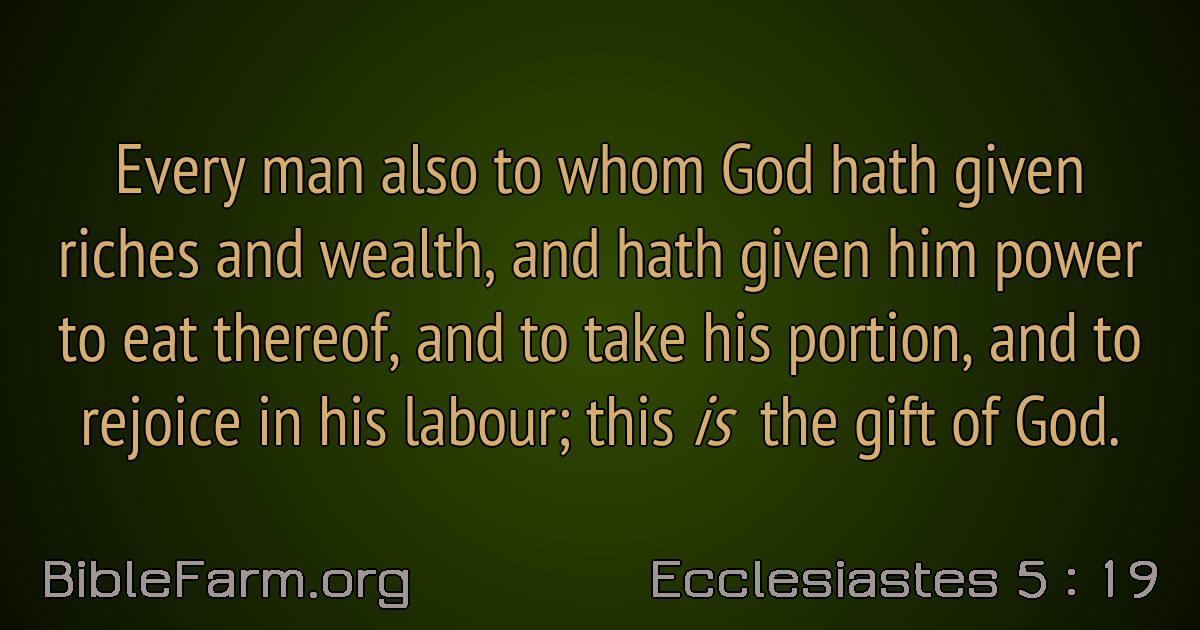 Every man also to whom God hath given
riches and wealth, and hath given him power
to eat thereof, and to take his portion, and to
rejoice in his labour; this is the gift of God.
BibleFarm.org
Ecclesiastes 5 : 19